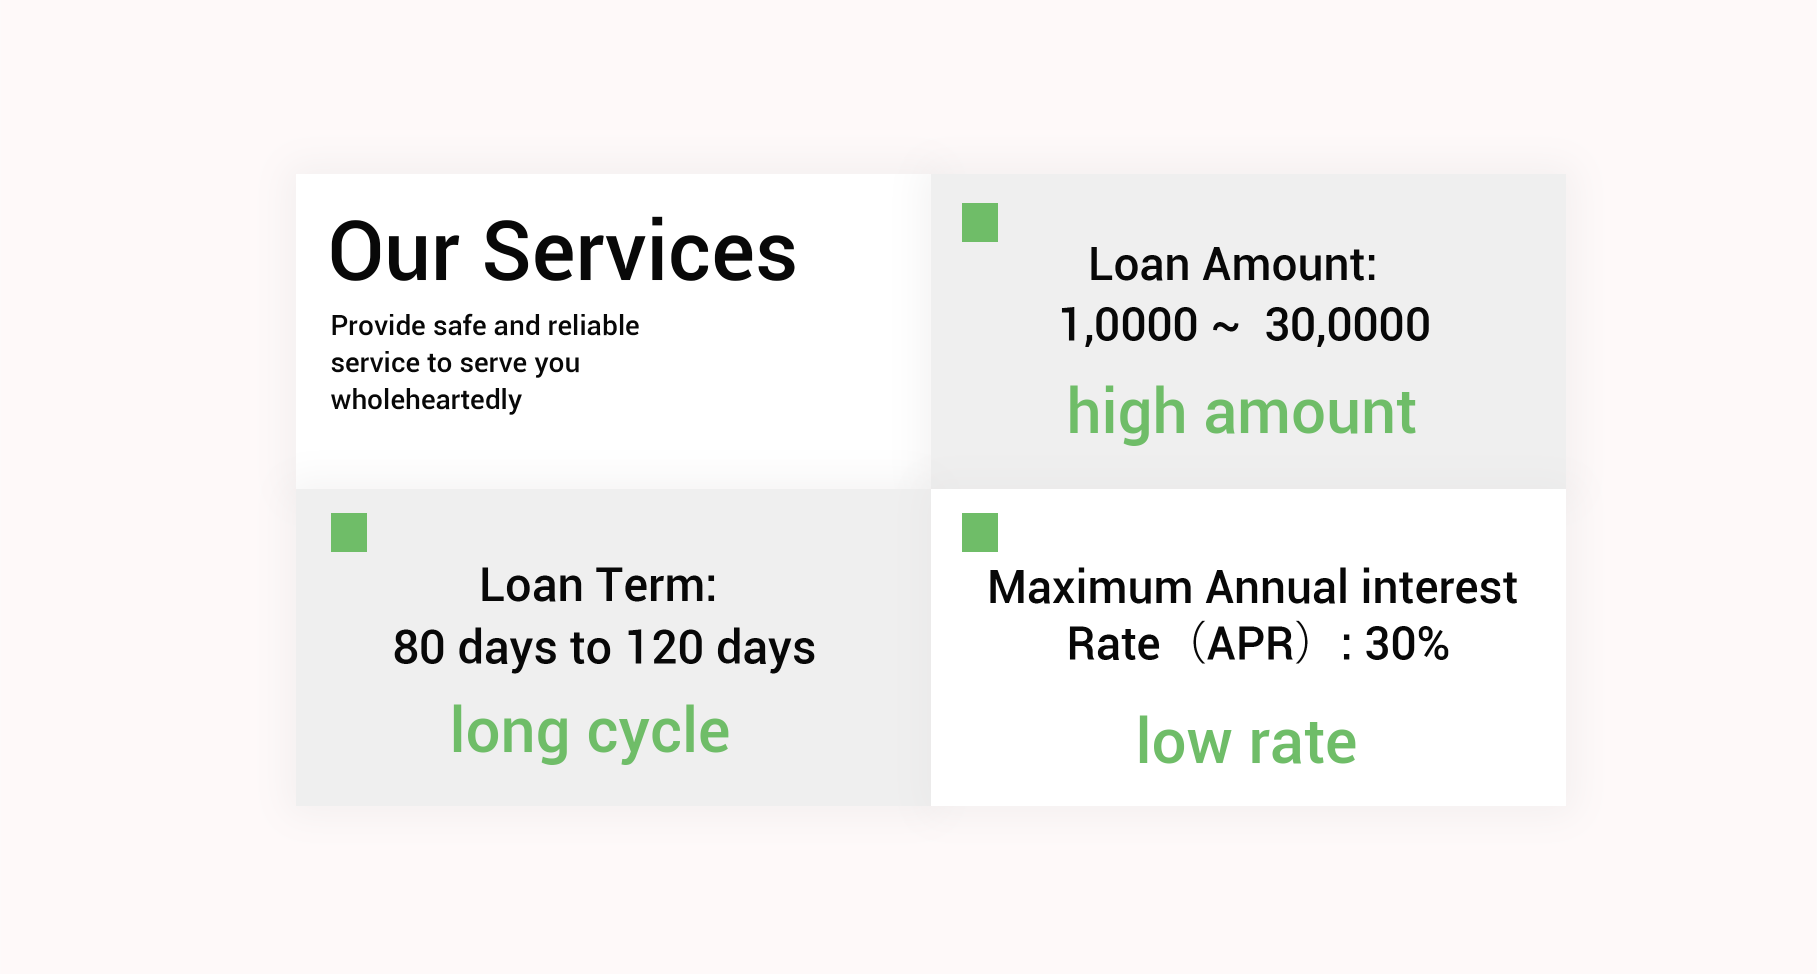 Our Services
Provide safe and reliable
service to serve you
wholeheartedly
Loan Amount:
1,0000 ~  30,0000
high amount
Loan Term:
80 days to 120 days
long cycle
Maximum Annual interest
Rate（APR）: 30%
low rate